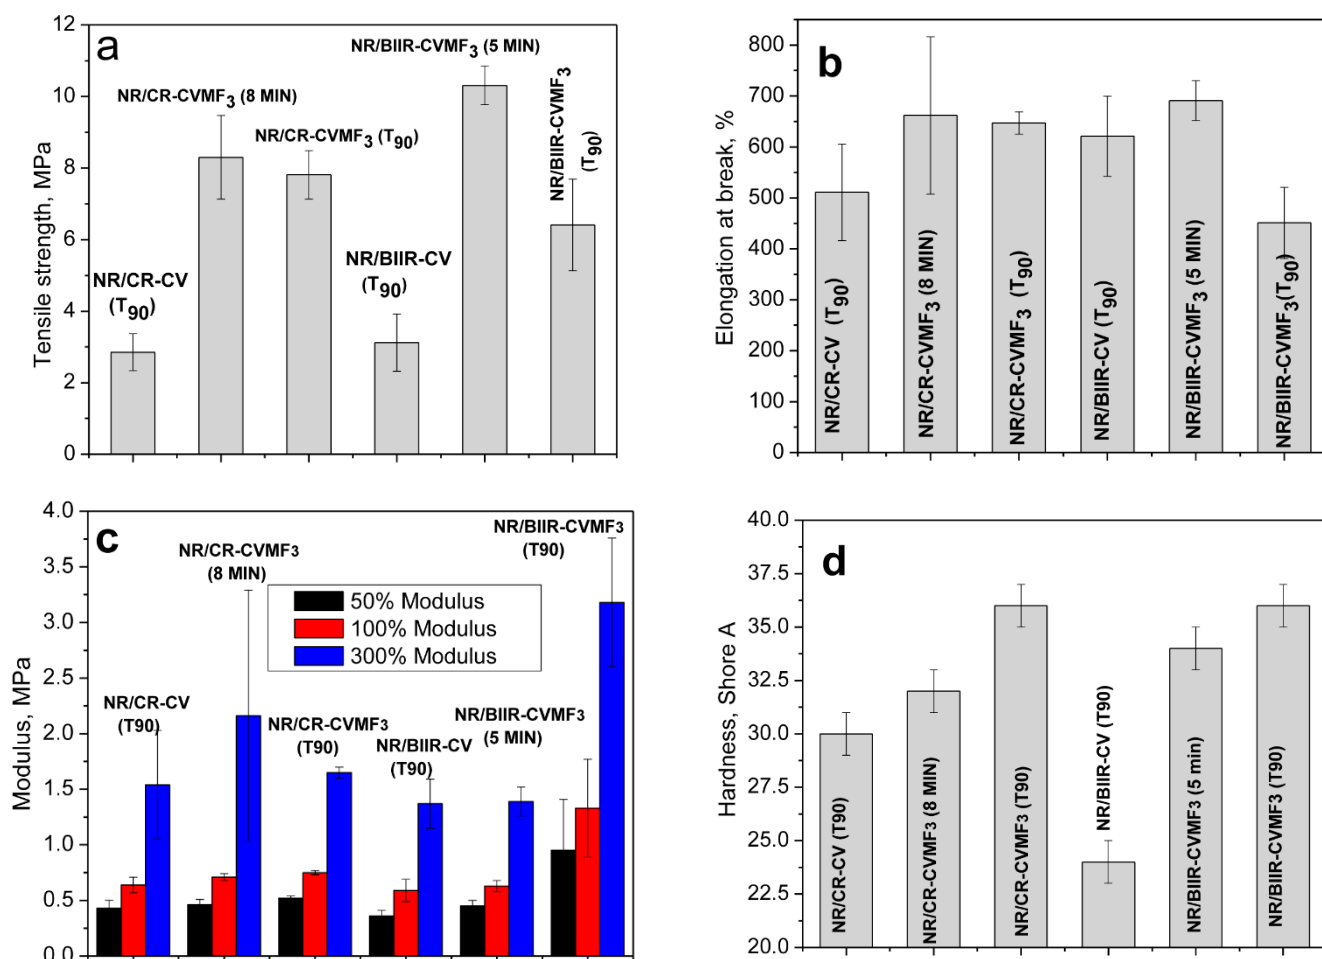 a
Tensile strength, MPa
12
10
8
6
4
2
0
NR/CR-CV
(T90)
NR/CR-CVMF3 (8 MIN)
NR/CR-CVMF3 (T90)
NR/BIIR-CV
(T90)
NR/BIIR-CVMF3 (5 MIN)
NR/BIIR-CVMF3
(T90)
b
Elongation at break, %
800
700
600
500
400
300
200
100
0
NR/CR-CV (T90)
NR/CR-CVMF3 (8 MIN)
NR/CR-CVMF3 (T90)
NR/BIIR-CV (T90)
NR/BIIR-CVMF3 (5 MIN)
NR/BIIR-CVMF3(T90)
c
Modulus, MPa
4.0
3.5
3.0
2.5
2.0
1.5
1.0
0.5
0.0
50% Modulus
100% Modulus
300% Modulus
NR/CR-CV
(T90)
NR/CR-CVMF3
(8 MIN)
NR/CR-CVMF3
(T90)
NR/BIIR-CV
(T90)
NR/BIIR-CVMF3
(5 MIN)
NR/BIIR-CVMF3
(T90)
d
Hardness, Shore A
40.0
37.5
35.0
32.5
30.0
27.5
25.0
22.5
20.0
NR/CR-CV (T90)
NR/CR-CVMF3 (8 MIN)
NR/CR-CVMF3 (T90)
NR/BIIR-CV (T90)
NR/BIIR-CVMF3 (5 min)
NR/BIIR-CVMF3 (T90)